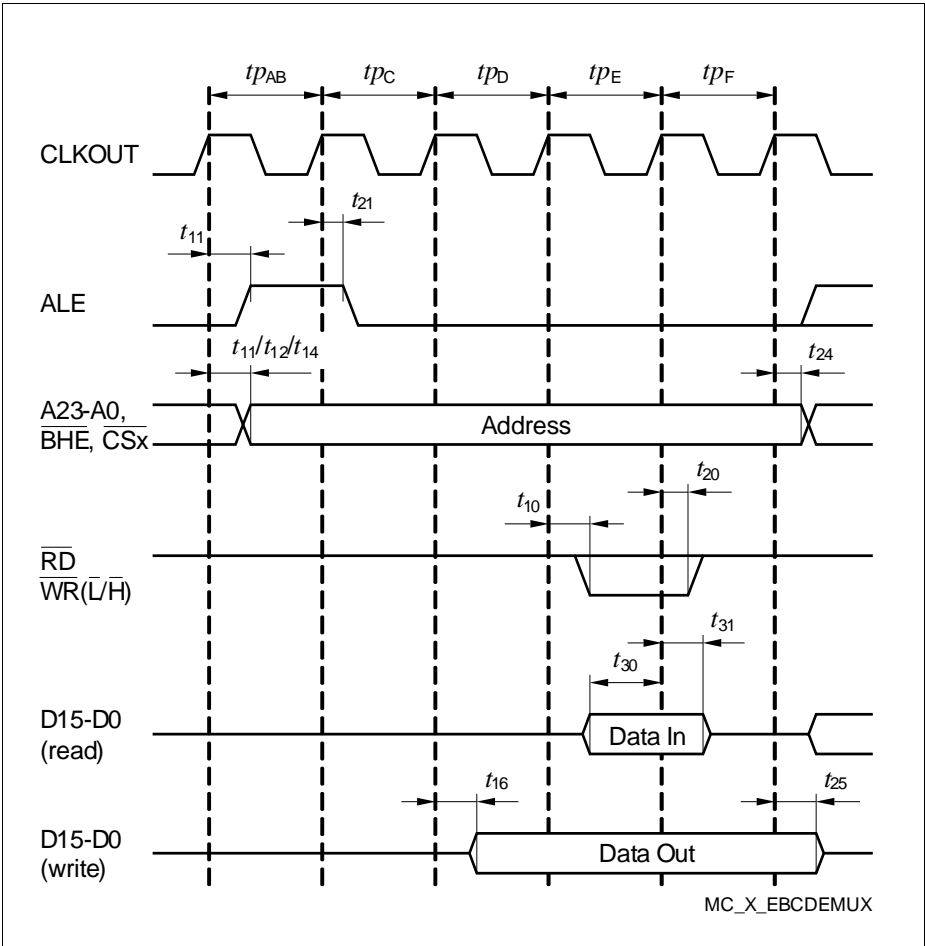 tpAB tpC tpD tpE tpF
CLKOUT
t21
t11
ALE
t11/t12/t14 t24
A23-A0,
BHE, CSx
Address
t20
t10
RD
WR(L/H)
t31
t30
D15-D0
(read)
Data In
t16 t25
D15-D0
(write)
Data Out
MC_X_EBCDEMUX